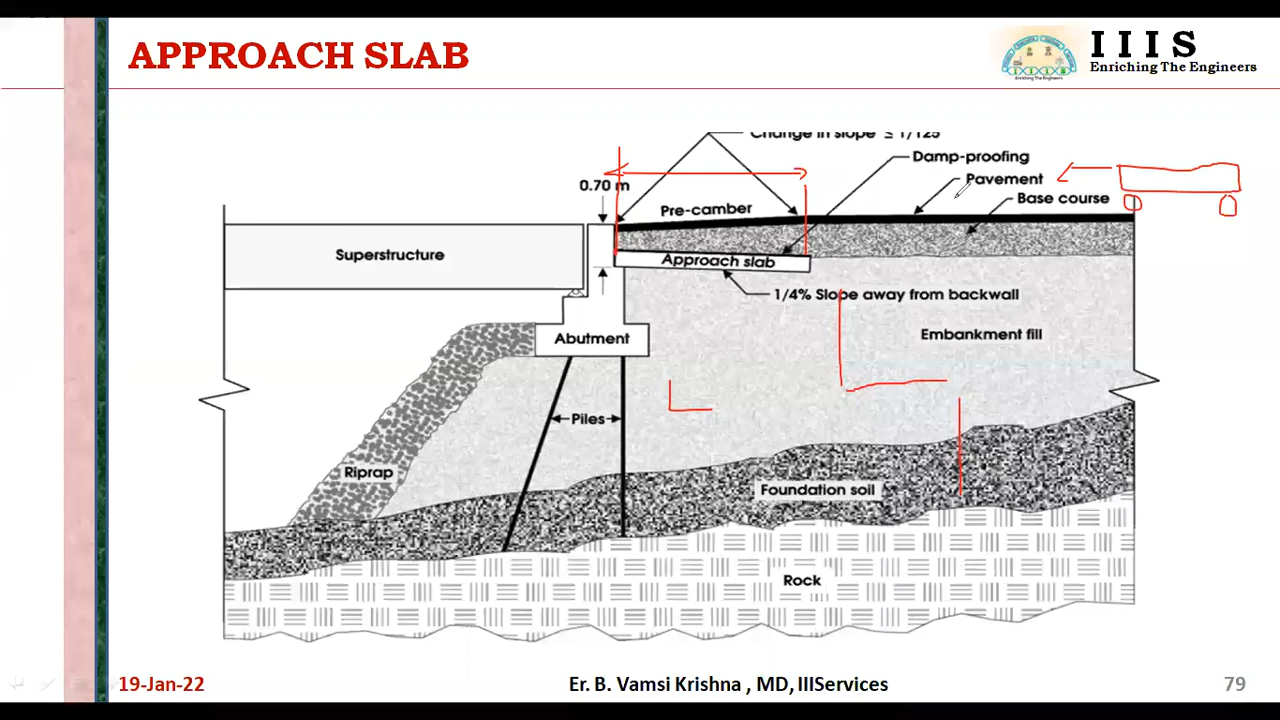 APPROACH SLAB
I I I S
Enriching The Engineers
Change in slope ≤ 1/125
Damp-proofing
0.70 m
Pavement
Base course
Pre-camber
Superstructure
Approach slab
1/4% Slope away from backwall
Abutment
Embankment fill
Piles
Riprap
Foundation soil
Rock
19-Jan-22
Er. B. Vamsi Krishna , MD, IIIServices
79